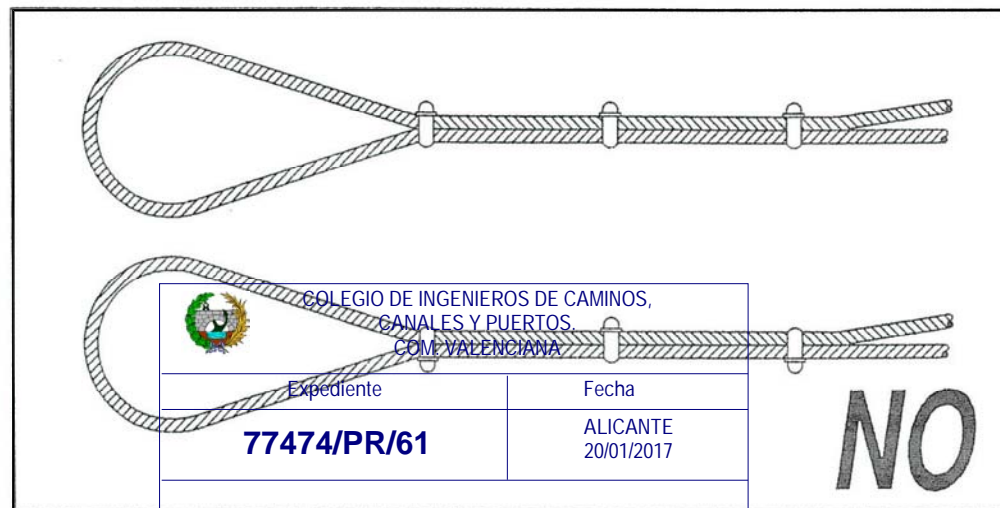 COLEGIO DE INGENIEROS DE CAMINOS,
CANALES Y PUERTOS.
COM. VALENCIANA
Expediente
Fecha
77474/PR/61
ALICANTE
20/01/2017
NO